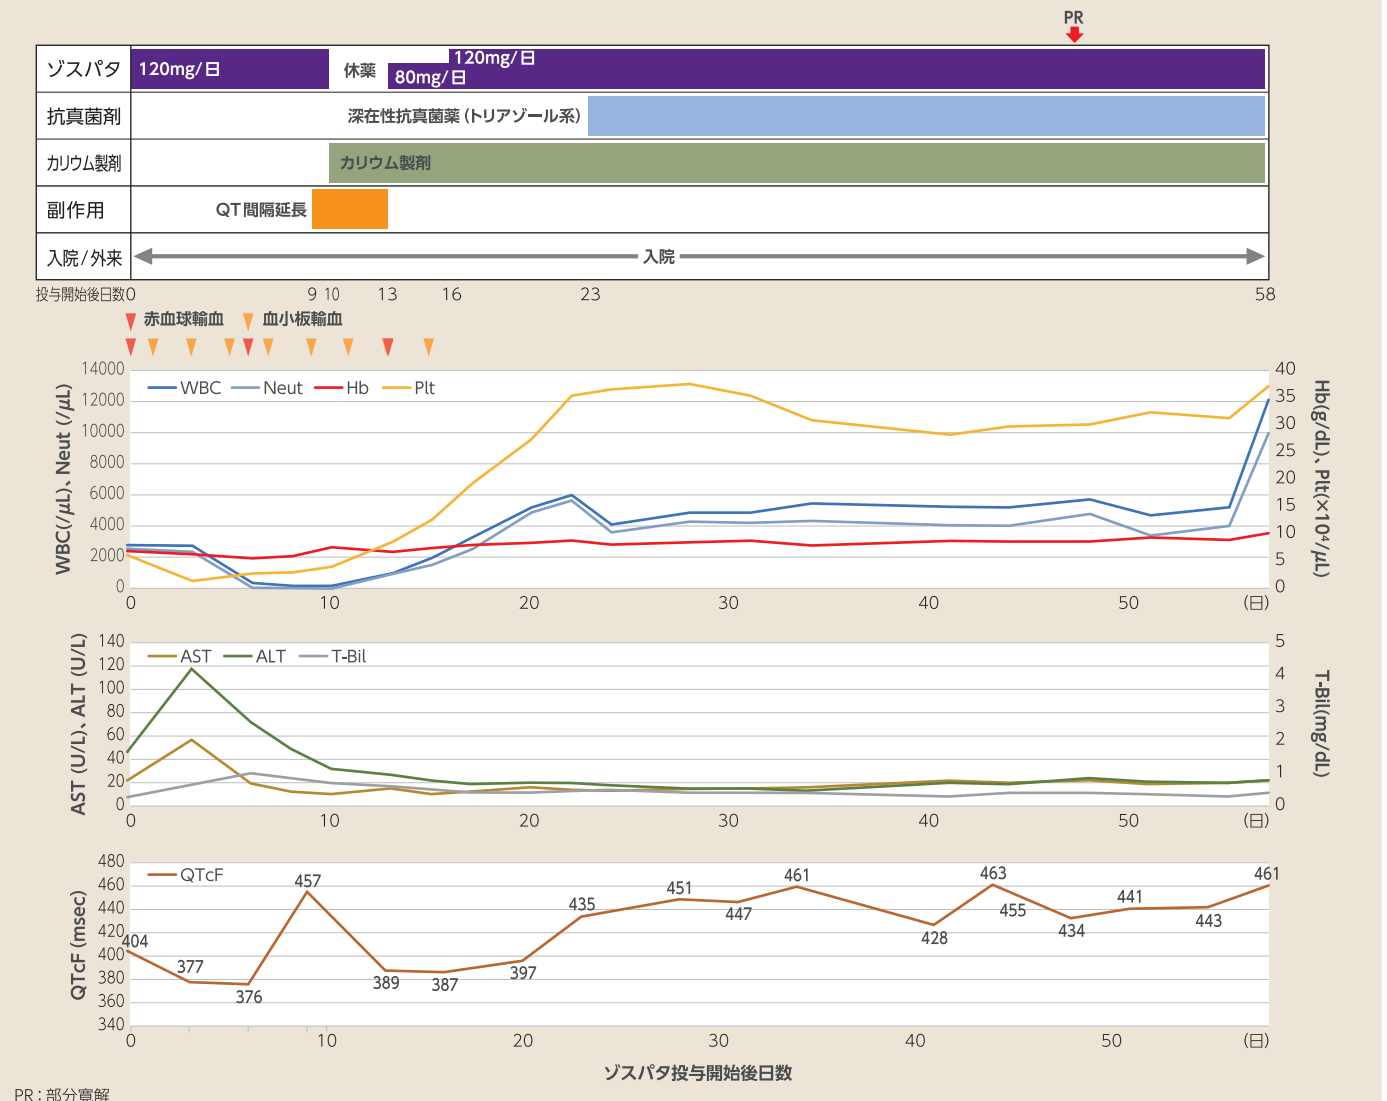 PR
ゾスパタ
120mg/日
休薬
80mg/日
120mg/日
抗真菌剤
深在性抗真菌薬(トリアゾール系)
カリウム製剤
カリウム製剤
副作用
QT間隔延長
入院/外来
入院
投与開始後日数 0 9 10 13 16 23 58
赤血球輸血 血小板輸血
WBC(/μL)、Neut (/μL)
14000
12000
10000
8000
6000
4000
2000
0
WBC Neut Hb Plt
40
35
30
25
20
15
10
5
0
Hb(g/dL)、Plt(×10⁴/μL)
0 10 20 30 40 50 (日)
AST (U/L)、ALT (U/L)
140
120
100
80
60
40
20
0
AST ALT T-Bil
5
4
3
2
1
0
T-Bil(mg/dL)
0 10 20 30 40 50 (日)
QTcF (msec)
480
460
440
420
400
380
360
340
QTcF
404 377 376 457 389 387 397 435 451 447 461 428 463 455 434 441 443 461
0 10 20 30 40 50 (日)
ゾスパタ投与開始後日数
PR:部分寛解